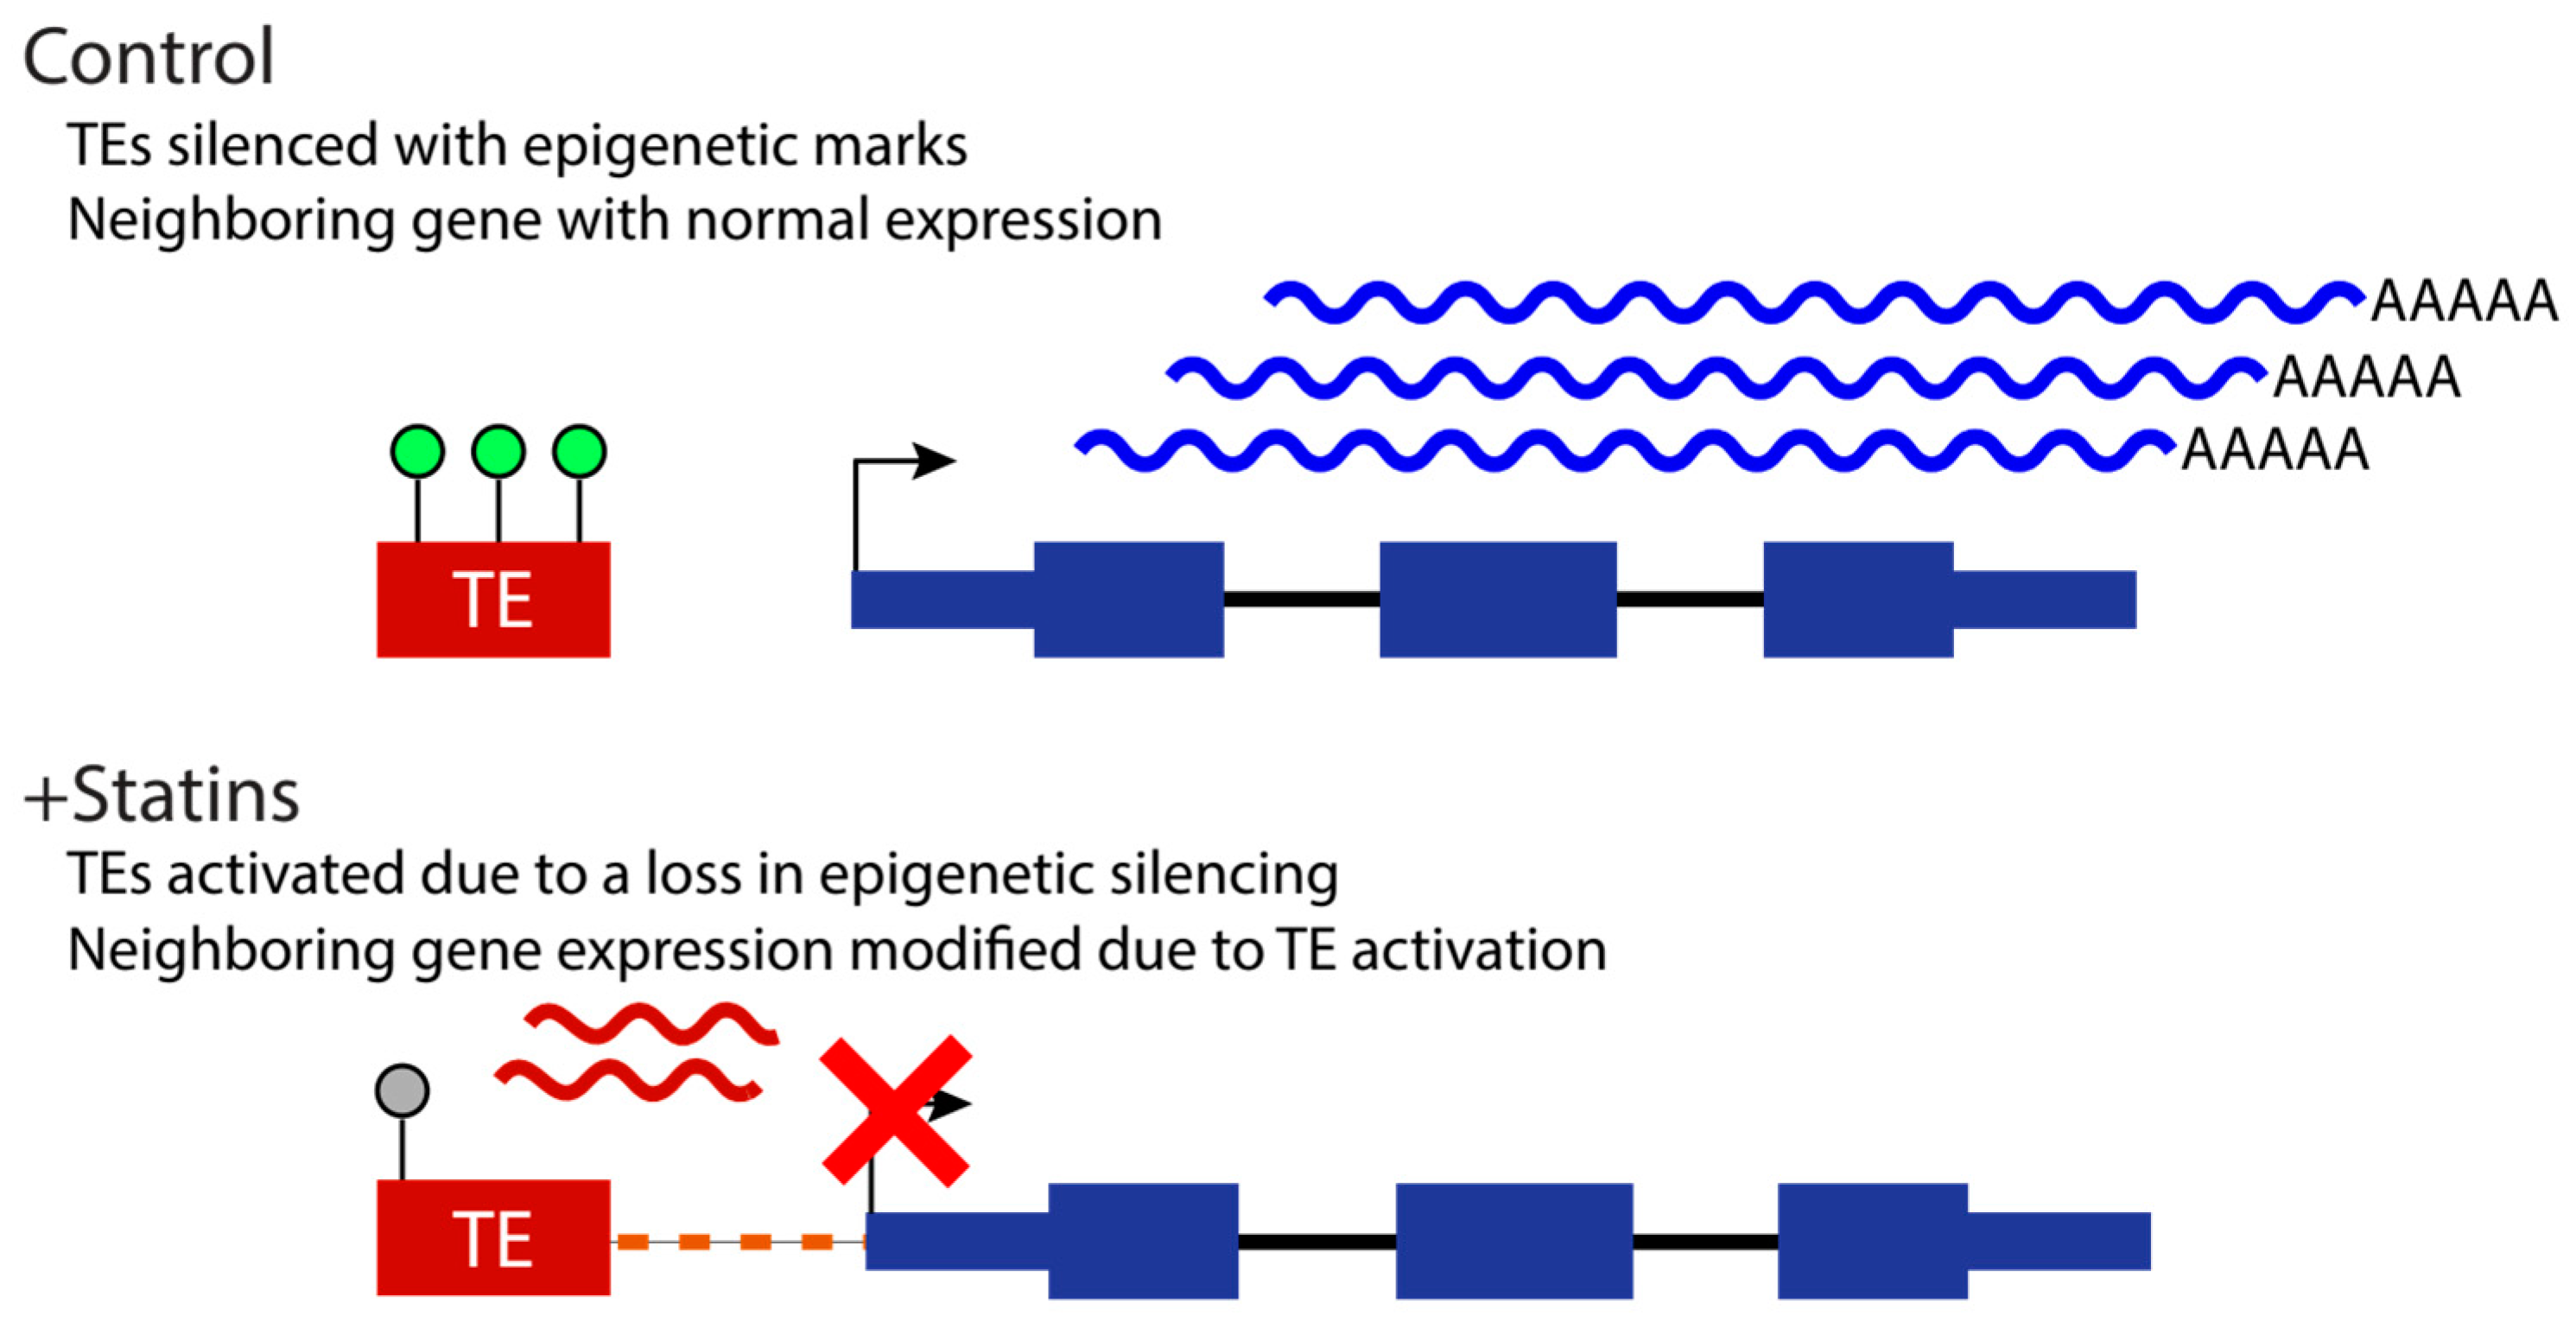 Control
TEs silenced with epigenetic marks
Neighboring gene with normal expression
AAAAA
AAAAA
AAAAA
TE
+Statins
TEs activated due to a loss in epigenetic silencing
Neighboring gene expression modified due to TE activation
TE